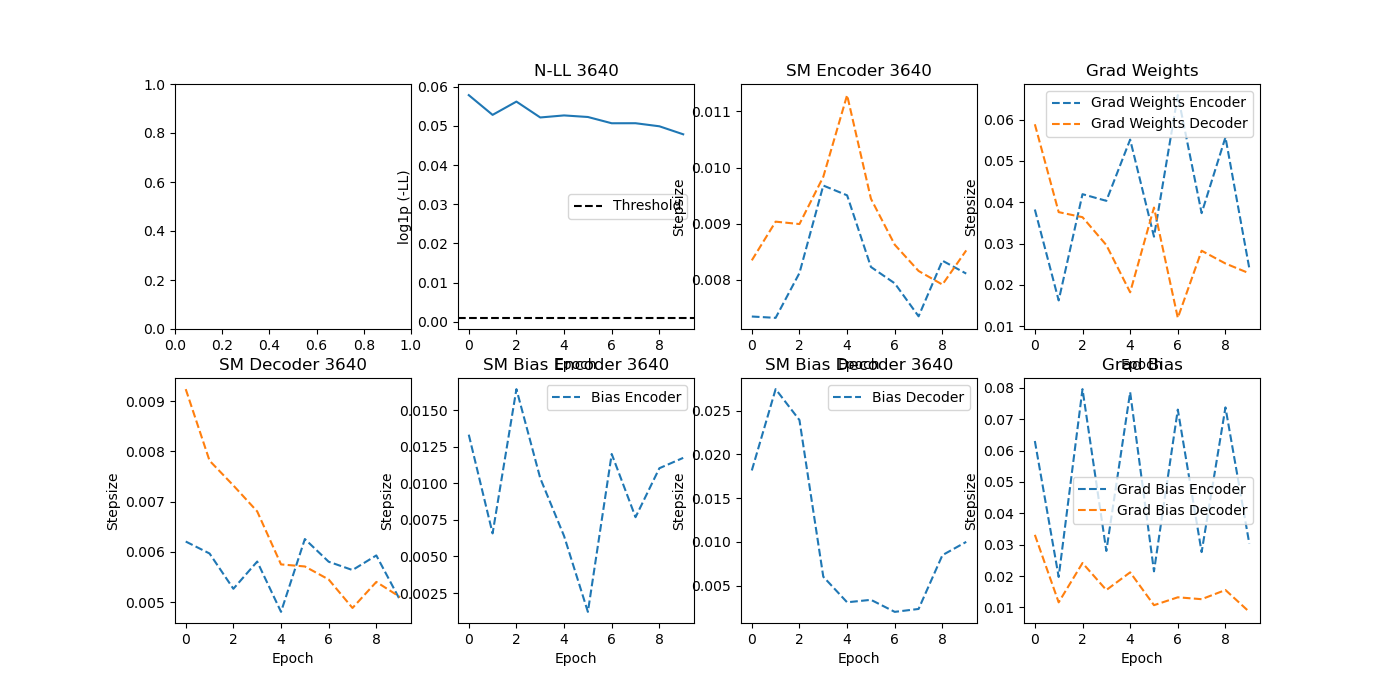 N-LL 3640
SM Encoder 3640
Grad Weights
1.0
0.8
0.6
0.4
0.2
0.0
0.0 0.2 0.4 0.6 0.8 1.0
log1p (-LL)
0.06
0.05
0.04
0.03
0.02
0.01
0.00
Threshold
0 2 4 6 8
Epoch
Stepsize
0.011
0.010
0.009
0.008
0 2 4 6 8
Epoch
Stepsize
0.06
0.05
0.04
0.03
0.02
0.01
Grad Weights Encoder
Grad Weights Decoder
0 2 4 6 8
Epoch
SM Decoder 3640
SM Bias Encoder 3640
SM Bias Decoder 3640
Grad Bias
Stepsize
0.009
0.008
0.007
0.006
0.005
0 2 4 6 8
Epoch
Stepsize
0.0150
0.0125
0.0100
0.0075
0.0050
0.0025
Bias Encoder
0 2 4 6 8
Epoch
Stepsize
0.025
0.020
0.015
0.010
0.005
Bias Decoder
0 2 4 6 8
Epoch
Stepsize
0.08
0.07
0.06
0.05
0.04
0.03
0.02
0.01
Grad Bias Encoder
Grad Bias Decoder
0 2 4 6 8
Epoch